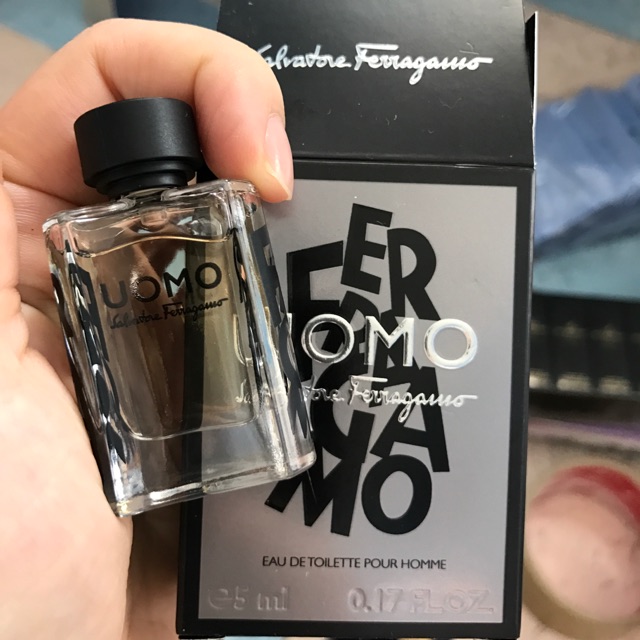 Salvatore Ferragamo
UOMO
Salvatore Ferragamo
FERRAGAMO
UOMO
Salvatore Ferragamo
EAU DE TOILETTE POUR HOMME
℮5 ml 0.17 FL.OZ